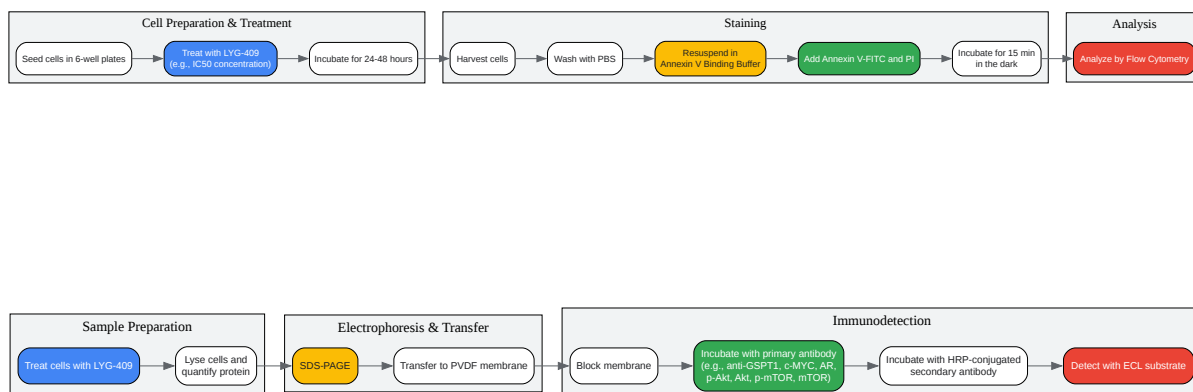 Cell Preparation & Treatment
Seed cells in 6-well plates
Treat with LYG-409
(e.g., IC50 concentration)
Incubate for 24-48 hours
Staining
Harvest cells
Wash with PBS
Resuspend in
Annexin V Binding Buffer
Add Annexin V-FITC and PI
Incubate for 15 min
in the dark
Analysis
Analyze by Flow Cytometry
Sample Preparation
Treat cells with LYG-409
Lyse cells and
quantify protein
Electrophoresis & Transfer
SDS-PAGE
Transfer to PVDF membrane
Immunodetection
Block membrane
Incubate with primary antibody
(e.g., anti-GSPT1, c-MYC, AR,
p-Akt, Akt, p-mTOR, mTOR)
Incubate with HRP-conjugated
secondary antibody
Detect with ECL substrate